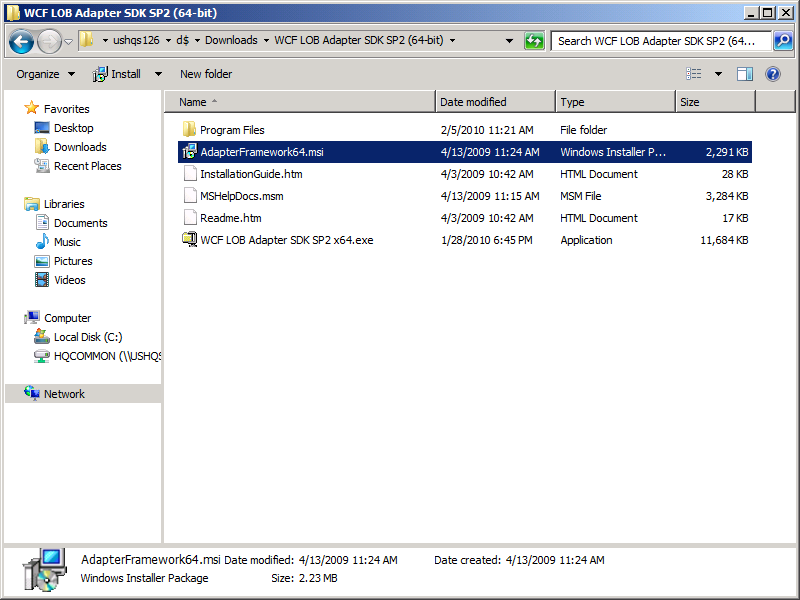 WCF LOB Adapter SDK SP2 (64-bit)
ushqs126 d$ Downloads WCF LOB Adapter SDK SP2 (64-bit)
Search WCF LOB Adapter SDK SP2 (64...
Organize Install New folder
Favorites
Desktop
Downloads
Recent Places
Libraries
Documents
Music
Pictures
Videos
Computer
Local Disk (C:)
HQCOMMON (\\USHQS
Network
Name Date modified Type Size
Program Files 2/5/2010 11:21 AM File folder
AdapterFramework64.msi 4/13/2009 11:24 AM Windows Installer P... 2,291 KB
InstallationGuide.htm 4/3/2009 10:42 AM HTML Document 28 KB
MSHelpDocs.msm 4/13/2009 11:15 AM MSM File 3,284 KB
Readme.htm 4/3/2009 10:42 AM HTML Document 17 KB
WCF LOB Adapter SDK SP2 x64.exe 1/28/2010 6:45 PM Application 11,684 KB
AdapterFramework64.msi Date modified: 4/13/2009 11:24 AM Date created: 4/13/2009 11:24 AM
Windows Installer Package Size: 2.23 MB